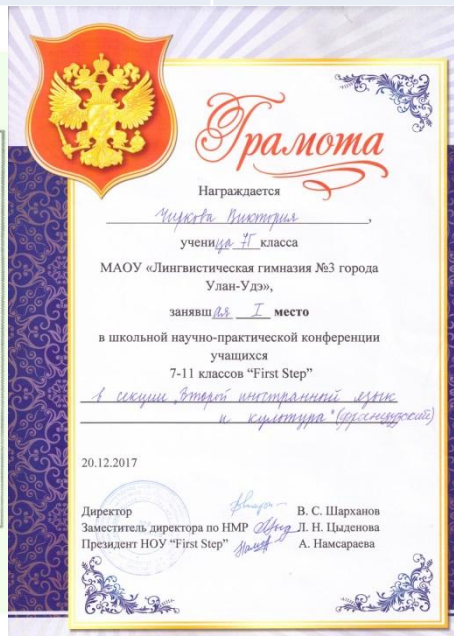 Грамота
Награждается
Чиркова Виктория,
ученица 7Г класса
МАОУ «Лингвистическая гимназия №3 города
Улан-Удэ»,
занявшая I место
в школьной научно-практической конференции
учащихся
7-11 классов “First Step”
в секции „Второй иностранный язык
и культура" (французский)
20.12.2017
Директор В. С. Шарханов
Заместитель директора по НМР Л. Н. Цыденова
Президент НОУ “First Step” А. Намсараева